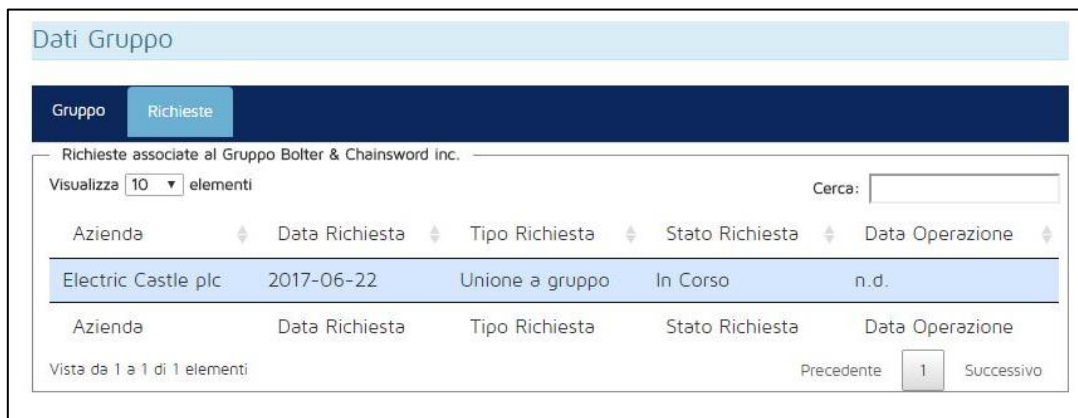 Dati Gruppo
Gruppo Richieste
Richieste associate al Gruppo Bolter & Chainsword inc.
Visualizza 10 elementi Cerca:
Azienda Data Richiesta Tipo Richiesta Stato Richiesta Data Operazione
Electric Castle plc 2017-06-22 Unione a gruppo In Corso n.d.
Azienda Data Richiesta Tipo Richiesta Stato Richiesta Data Operazione
Vista da 1 a 1 di 1 elementi Precedente 1 Successivo